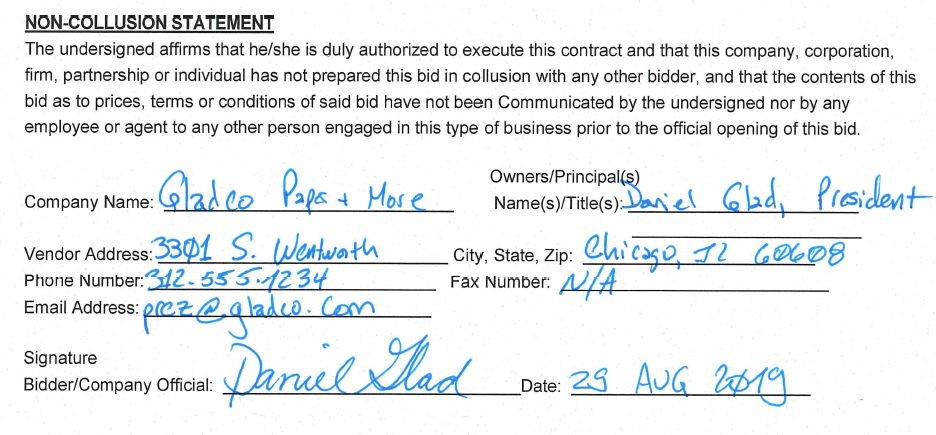 NON-COLLUSION STATEMENT
The undersigned affirms that he/she is duly authorized to execute this contract and that this company, corporation,
firm, partnership or individual has not prepared this bid in collusion with any other bidder, and that the contents of this
bid as to prices, terms or conditions of said bid have not been Communicated by the undersigned nor by any
employee or agent to any other person engaged in this type of business prior to the official opening of this bid.
Company Name: Gladco Paps + More
Owners/Principal(s)
Name(s)/Title(s): Daniel Glad, President
Vendor Address: 3301 S. Wentworth
City, State, Zip: Chicago, IL 60608
Phone Number: 312.555.1234
Fax Number: N/A
Email Address: prez@gladco.com
Signature
Bidder/Company Official: Daniel Glad
Date: 29 AUG 2019